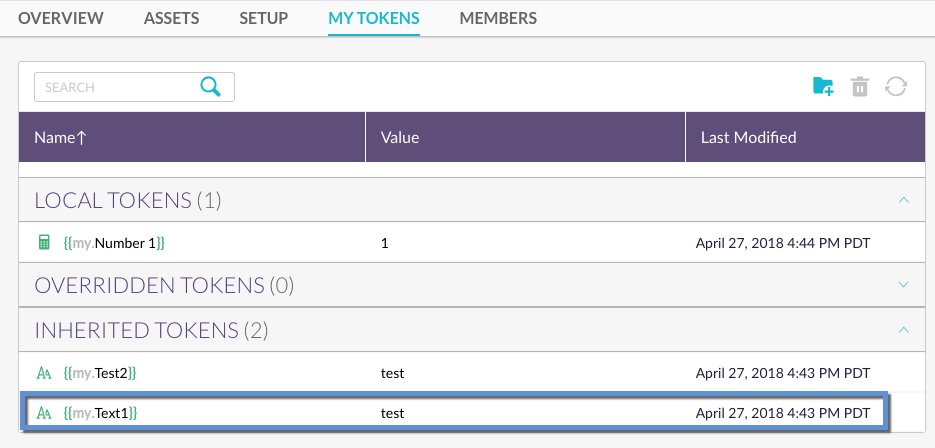 OVERVIEW ASSETS SETUP MY TOKENS MEMBERS
SEARCH
Name↑ Value Last Modified
LOCAL TOKENS (1)
{{my.Number 1}} 1 April 27, 2018 4:44 PM PDT
OVERRIDDEN TOKENS (0)
INHERITED TOKENS (2)
{{my.Test2}} test April 27, 2018 4:43 PM PDT
{{my.Text1}} test April 27, 2018 4:43 PM PDT